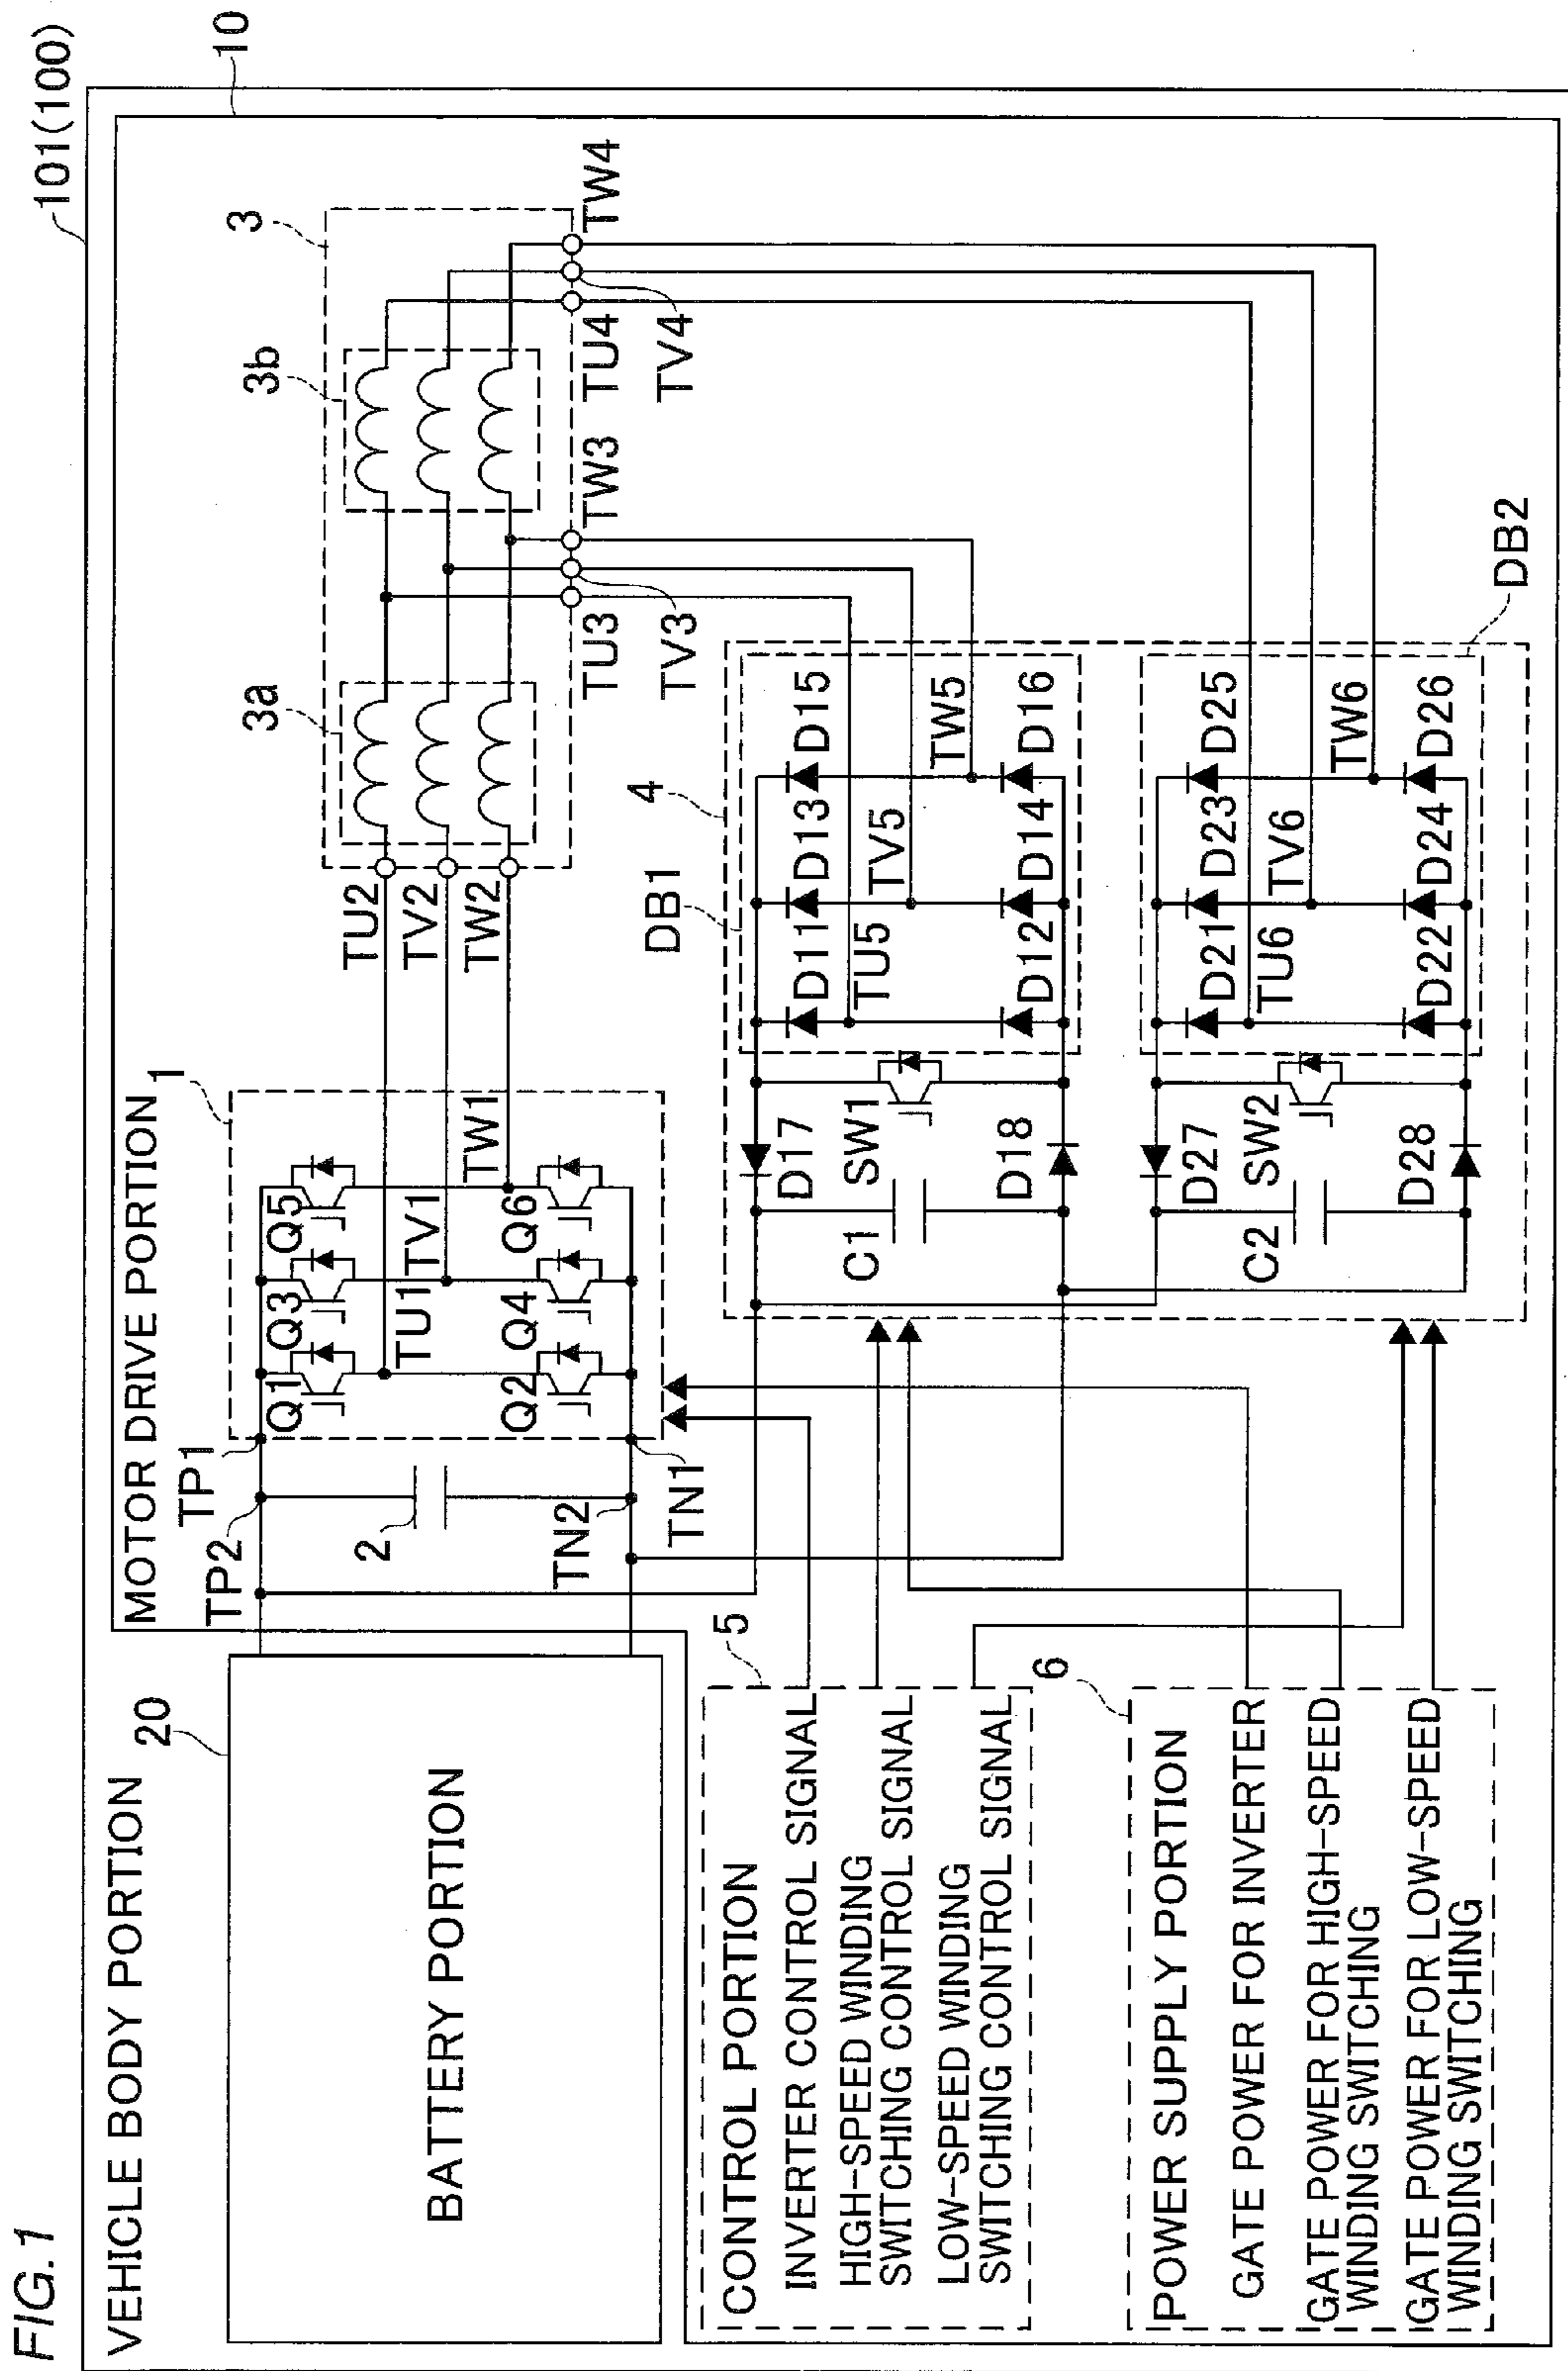 FIG.1
101(100)
VEHICLE BODY PORTION
10
20
BATTERY PORTION
MOTOR DRIVE PORTION
TP1
TP2
2
TN2
TN1
1
Q1
Q3
Q5
TU1
TV1
TW1
Q2
Q4
Q6
TU2
TV2
TW2
3
3a
3b
TU3
TV3
TW3
TU4
TV4
TW4
4
DB1
D11
D13
D15
TU5
TV5
TW5
D12
D14
D16
D17
SW1
C1
D18
DB2
D21
D23
D25
TU6
TV6
TW6
D22
D24
D26
D27
SW2
C2
D28
5
CONTROL PORTION
INVERTER CONTROL SIGNAL
HIGH-SPEED WINDING
SWITCHING CONTROL SIGNAL
LOW-SPEED WINDING
SWITCHING CONTROL SIGNAL
6
POWER SUPPLY PORTION
GATE POWER FOR INVERTER
GATE POWER FOR HIGH-SPEED
WINDING SWITCHING
GATE POWER FOR LOW-SPEED
WINDING SWITCHING